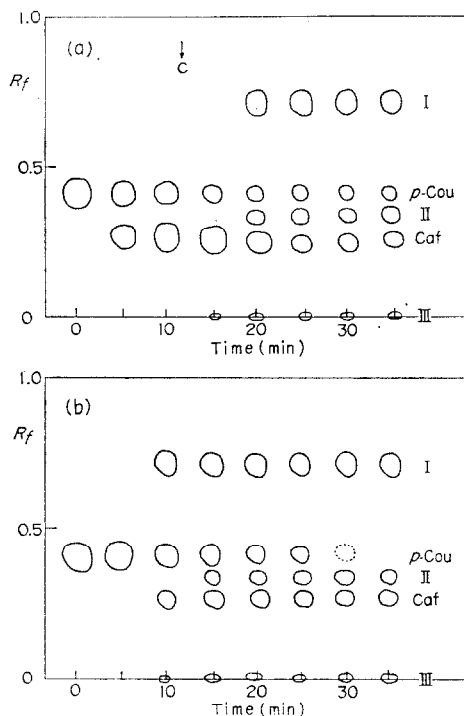 1.0
(a)
C
I
Rf
0.5
p-Cou
II
Caf
0
III
0 10 20 30
Time (min)
1.0
(b)
I
Rf
0.5
p-Cou
II
Caf
0
III
0 10 20 30
Time (min)